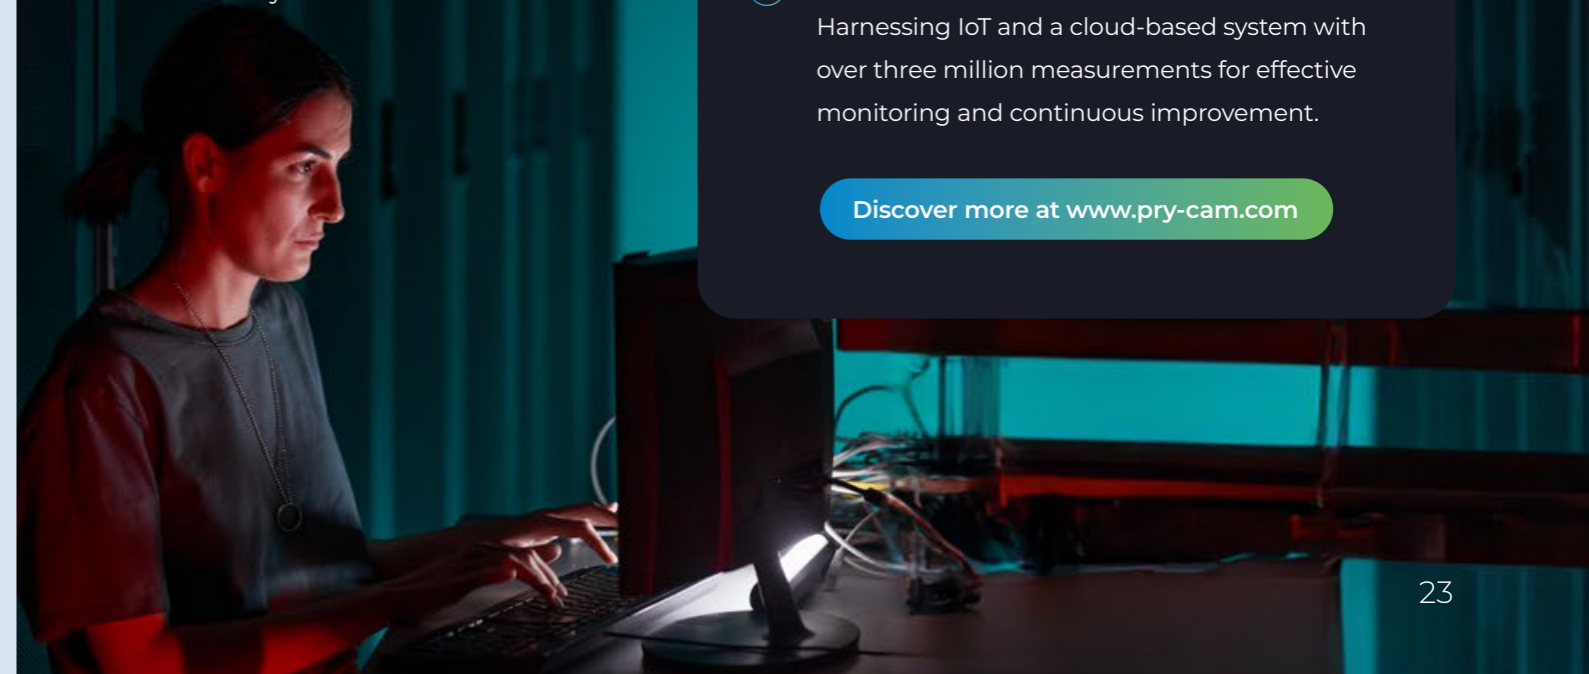 Harnessing IoT and a cloud-based system with
over three million measurements for effective
monitoring and continuous improvement.
Discover more at www.pry-cam.com
23